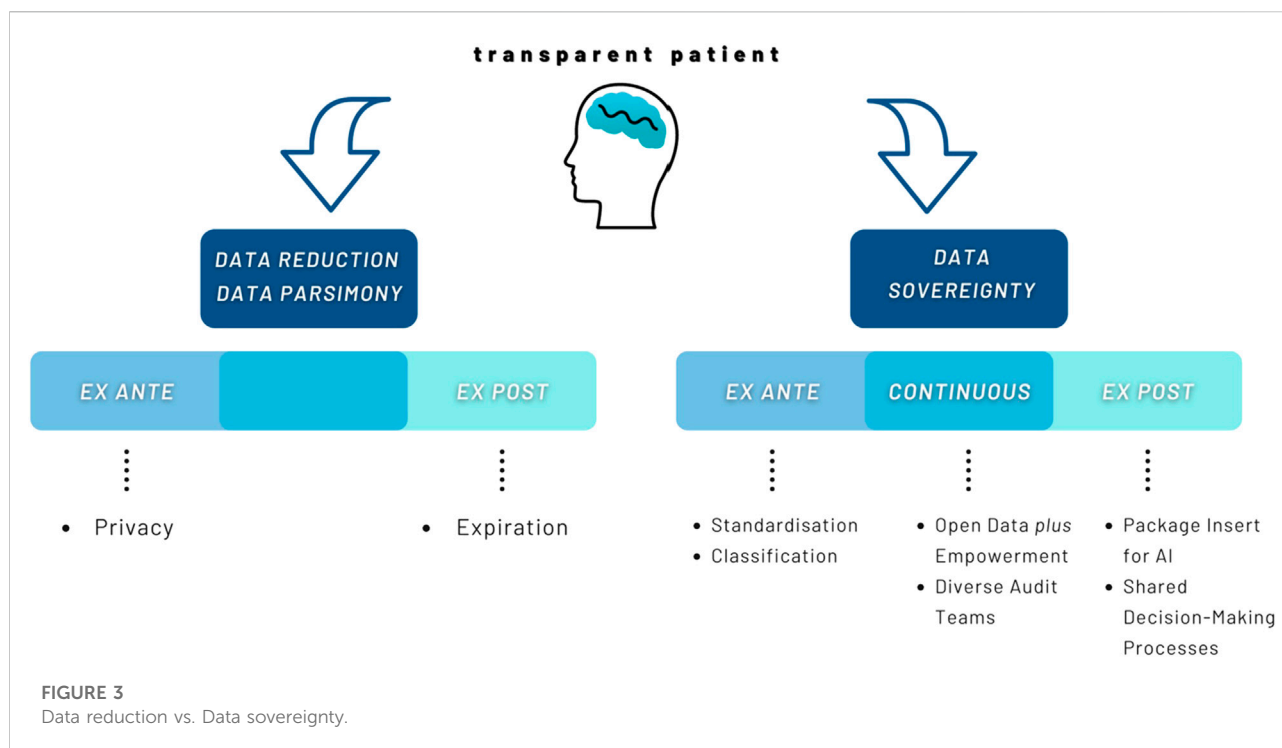 transparent patient
DATA REDUCTION
DATA PARSIMONY
DATA
SOVEREIGNTY
EX ANTE
EX POST
EX ANTE
CONTINUOUS
EX POST
• Privacy
• Expiration
• Standardisation
• Classification
• Open Data plus
Empowerment
• Diverse Audit
Teams
• Package Insert
for AI
• Shared
Decision-Making
Processes
FIGURE 3
Data reduction vs. Data sovereignty.